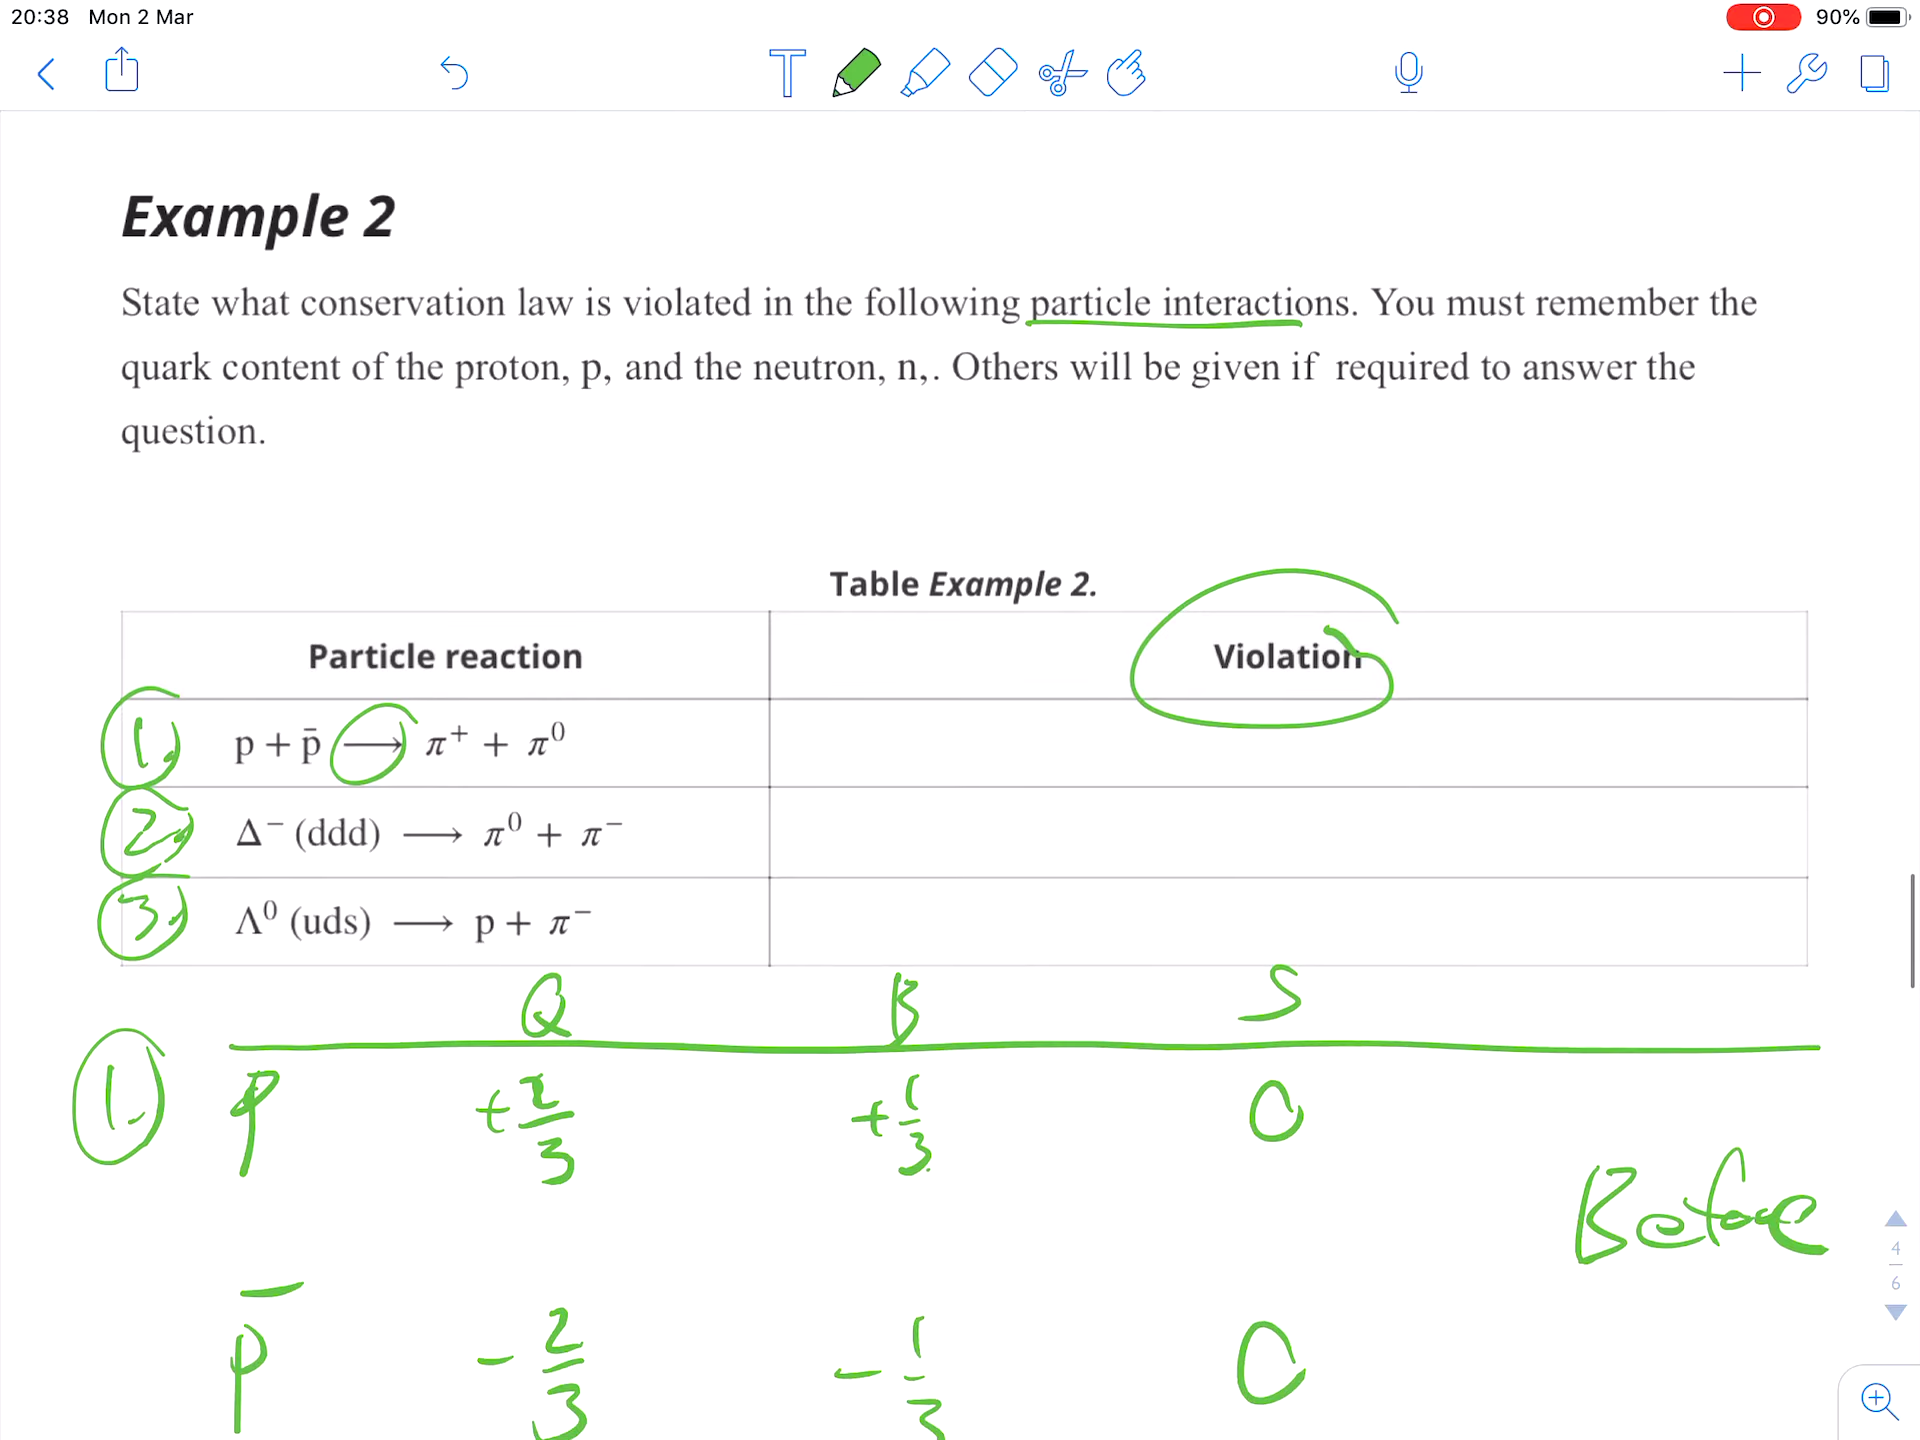 20:38 Mon 2 Mar
90%
T
Example 2
State what conservation law is violated in the following particle interactions. You must remember the
quark content of the proton, p, and the neutron, n,. Others will be given if required to answer the
question.
Table Example 2.
Particle reaction Violation
1. p + p̄ ⟶ π⁺ + π⁰
2. Δ⁻ (ddd) ⟶ π⁰ + π⁻
3. Λ⁰ (uds) ⟶ p + π⁻
Q B S
1. P +2/3 +1/3 0
Before
P̄ -2/3 -1/3 0
4
6